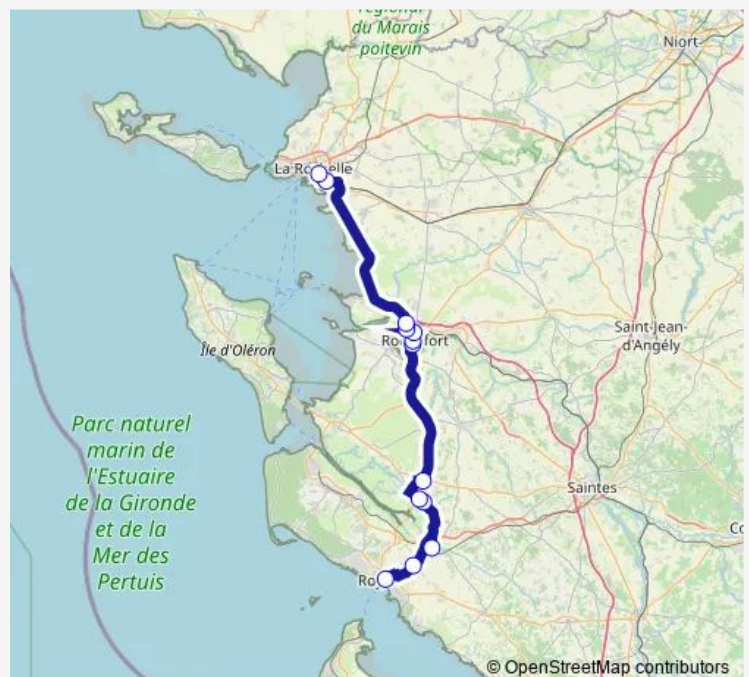 régional
du Marais
poitevin
Niort
La Rochelle
Saint-Jean-
d'Angély
Île d'Oléron
Parc naturel
marin de
l'Estuaire
de la Gironde
et de la
Mer des
Pertuis
Saintes
© OpenStreetMap contributors